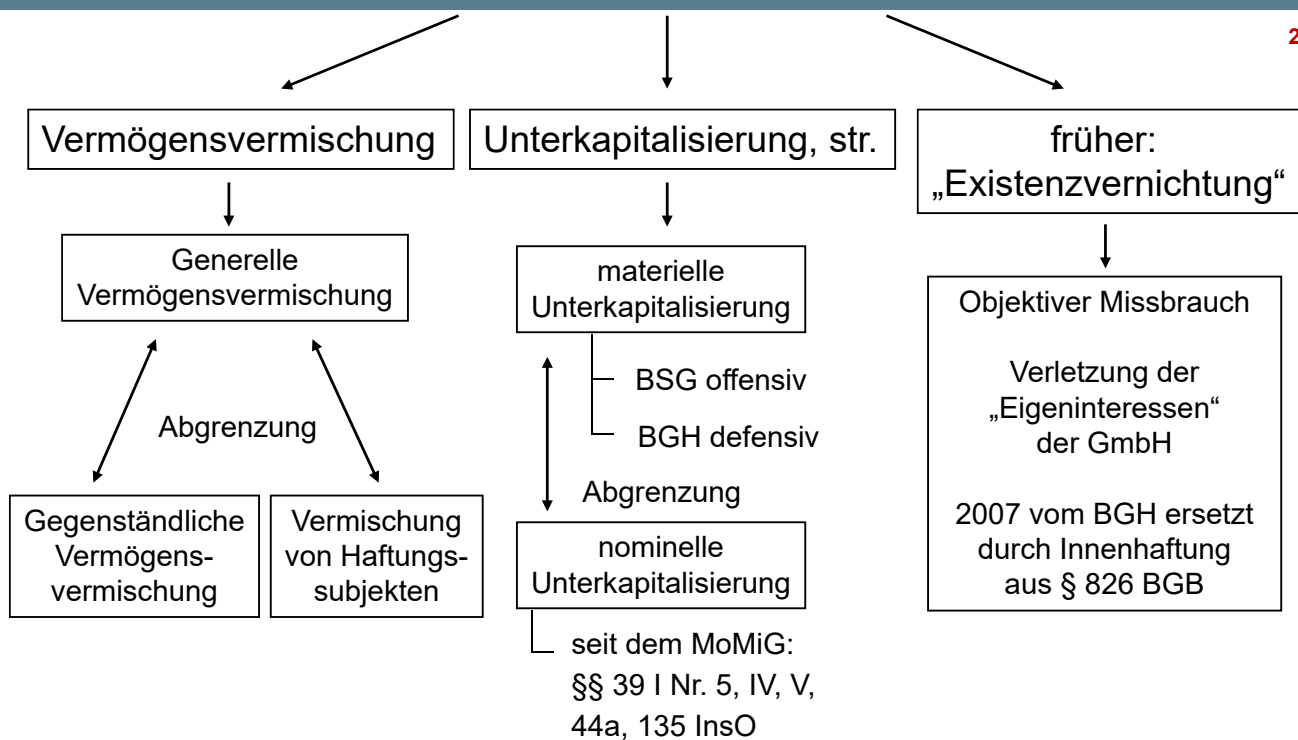 2
Vermögensvermischung
Generelle
Vermögensvermischung
Abgrenzung
Gegenständliche
Vermögens-
vermischung
Vermischung
von Haftungs-
subjekten
Unterkapitalisierung, str.
materielle
Unterkapitalisierung
BSG offensiv
BGH defensiv
Abgrenzung
nominelle
Unterkapitalisierung
seit dem MoMiG:
§§ 39 I Nr. 5, IV, V,
44a, 135 InsO
früher:
„Existenzvernichtung“
Objektiver Missbrauch
Verletzung der
„Eigeninteressen“
der GmbH
2007 vom BGH ersetzt
durch Innenhaftung
aus § 826 BGB